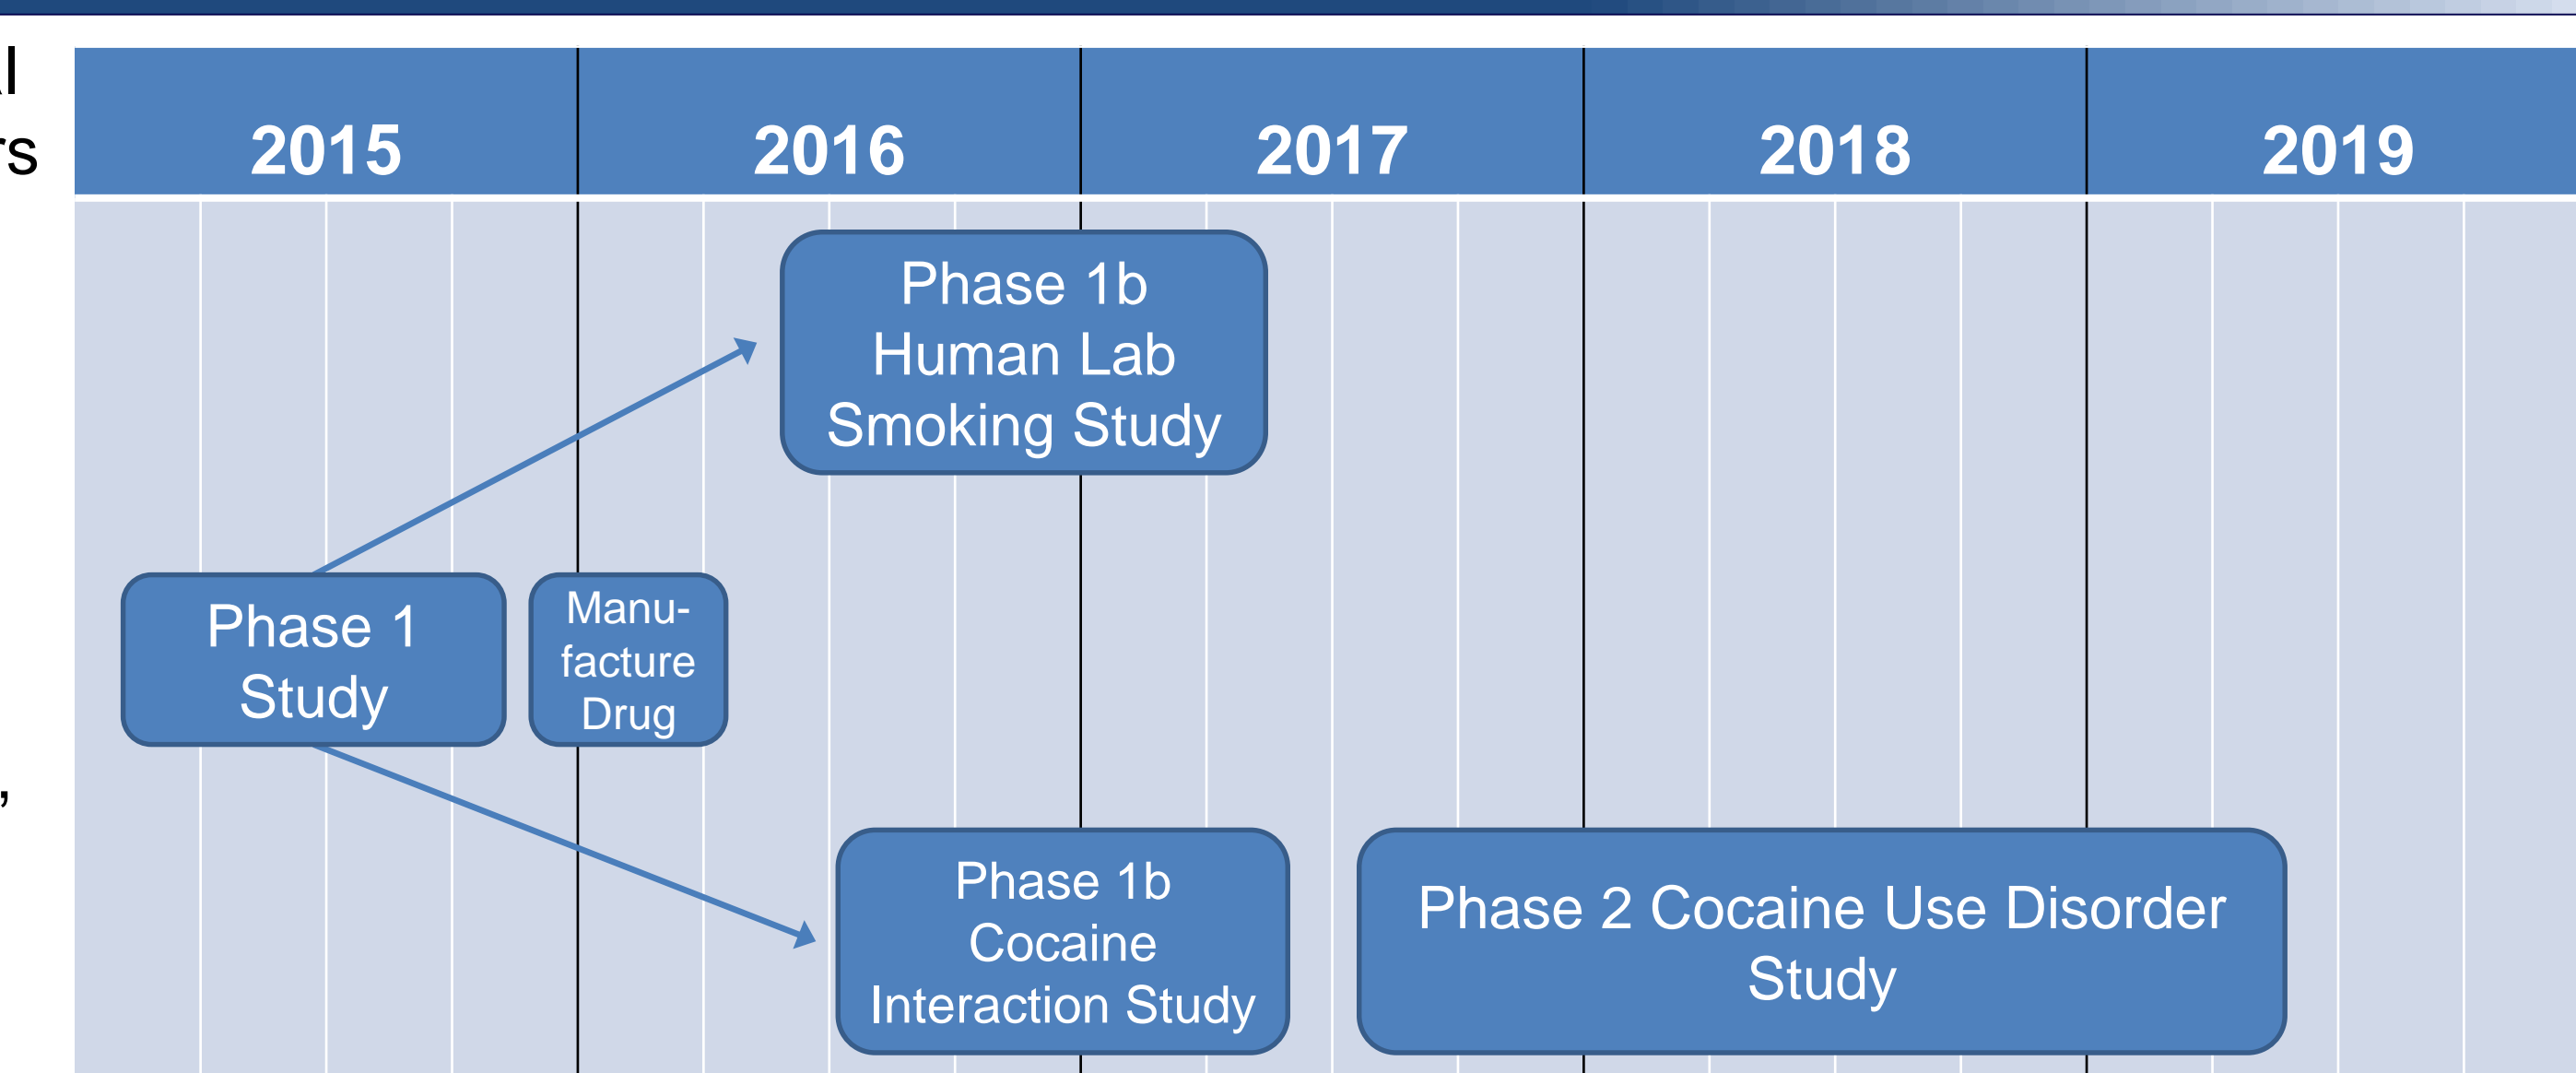 2015 2016 2017 2018 2019
Phase 1b
Human Lab
Smoking Study
Phase 1
Study
Manu-
facture
Drug
Phase 1b
Cocaine
Interaction Study
Phase 2 Cocaine Use Disorder
Study